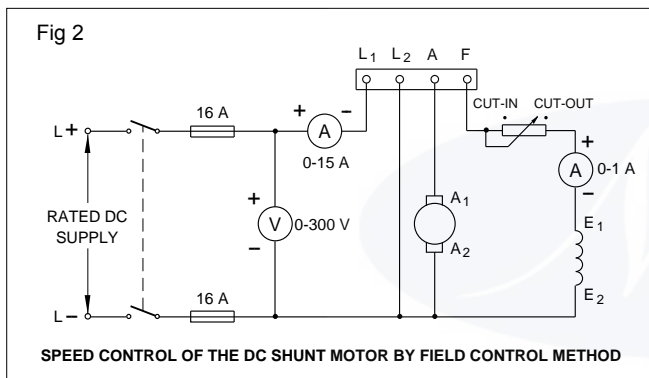 Fig 2
L1 L2 A F
16 A
CUT-IN CUT-OUT
L+
+ A −
0-15 A
+
A 0-1 A
−
RATED DC
SUPPLY
+
V 0-300 V
−
A1
A2
E1
E2
16 A
L−
SPEED CONTROL OF THE DC SHUNT MOTOR BY FIELD CONTROL METHOD